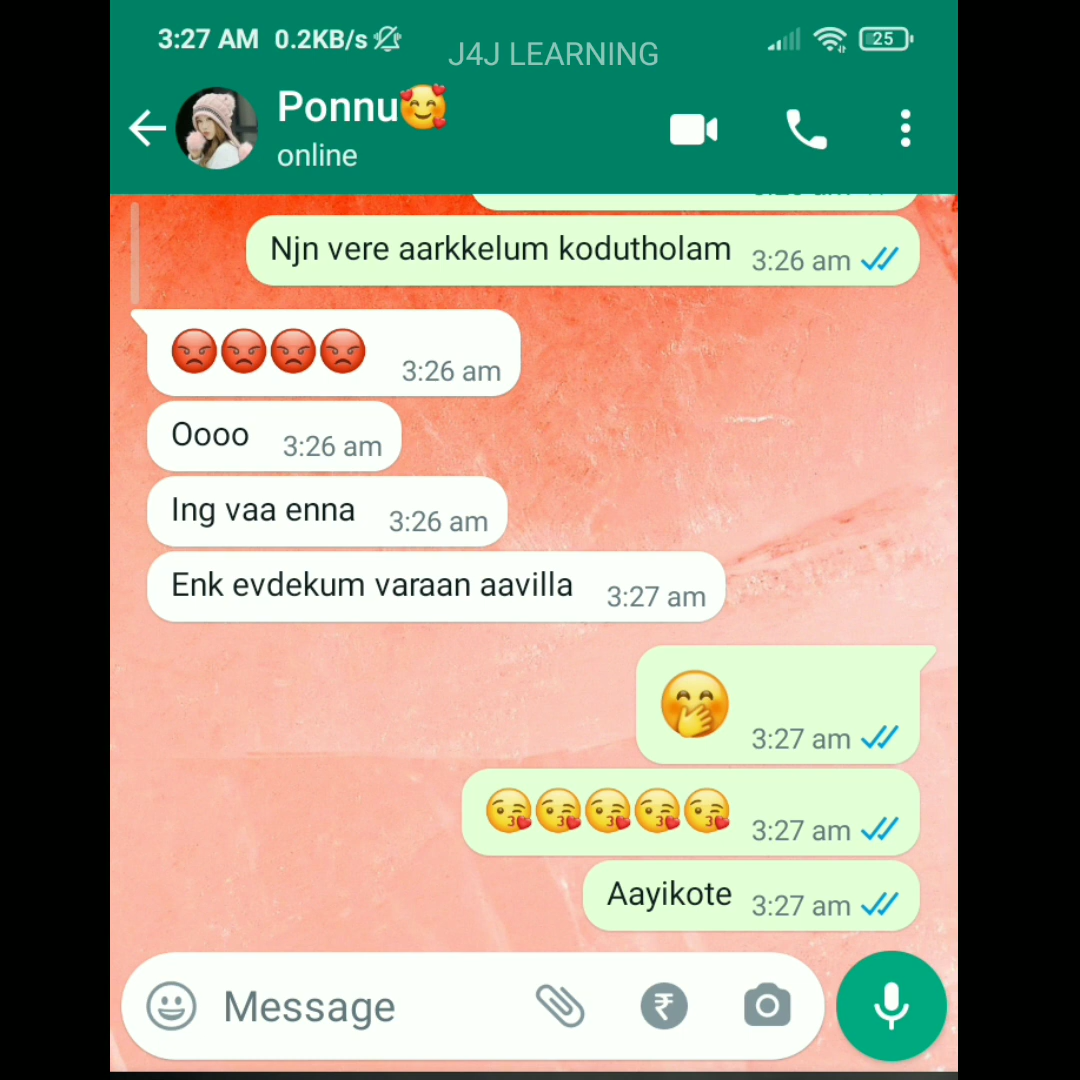 3:27 AM 0.2KB/s 25
J4J LEARNING
Ponnu🥰
online
Njn vere aarkkelum kodutholam 3:26 am
😡😡😡😡 3:26 am
Oooo 3:26 am
Ing vaa enna 3:26 am
Enk evdekum varaan aavilla 3:27 am
🤭 3:27 am
😘😘😘😘😘 3:27 am
Aayikote 3:27 am
Message